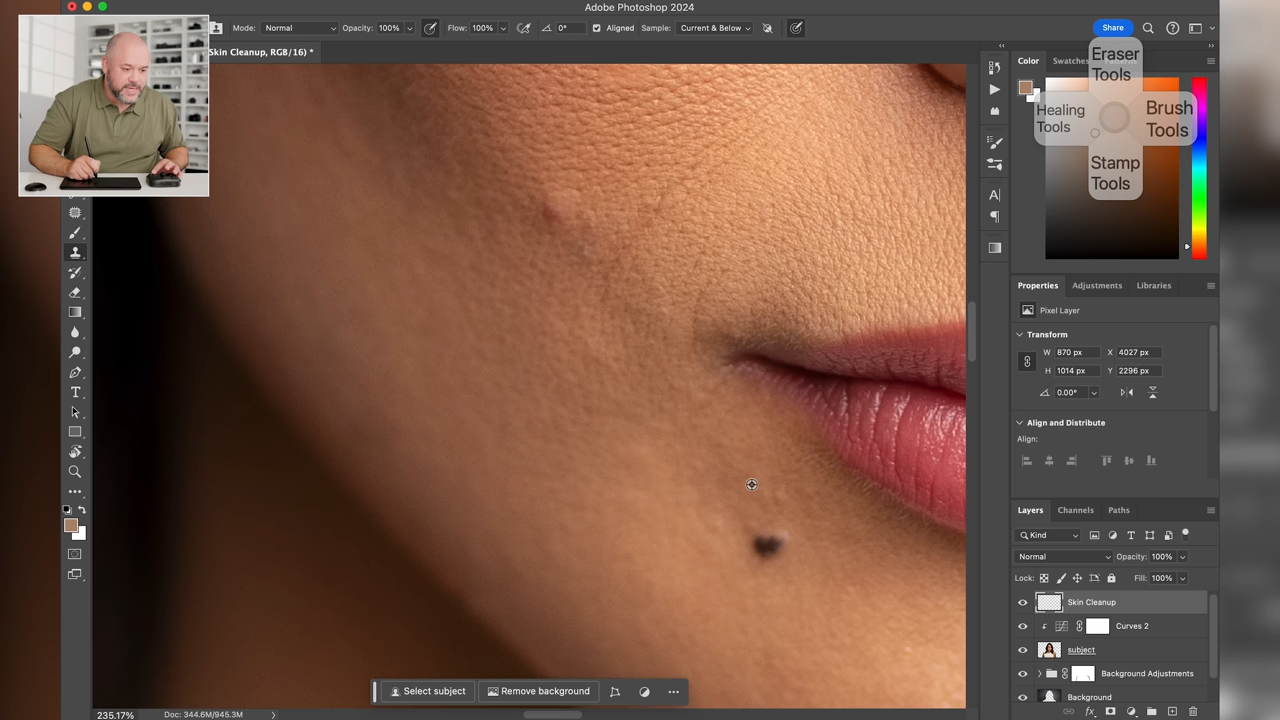 Adobe Photoshop 2024
Mode: Normal Opacity: 100% Flow: 100% 0° Aligned Sample: Current & Below Share
Skin Cleanup, RGB/16) *
Color Swatches
Eraser
Tools
Healing
Tools
Brush
Tools
Stamp
Tools
Properties Adjustments Libraries
Pixel Layer
Transform
W 870 px X 4027 px
H 1014 px Y 2296 px
0.00°
Align and Distribute
Align:
Layers Channels Paths
Kind
Normal Opacity: 100%
Lock: Fill: 100%
Skin Cleanup
Curves 2
subject
Background Adjustments
Background
Select subject Remove background
235.17% Doc: 344.6M/945.3M